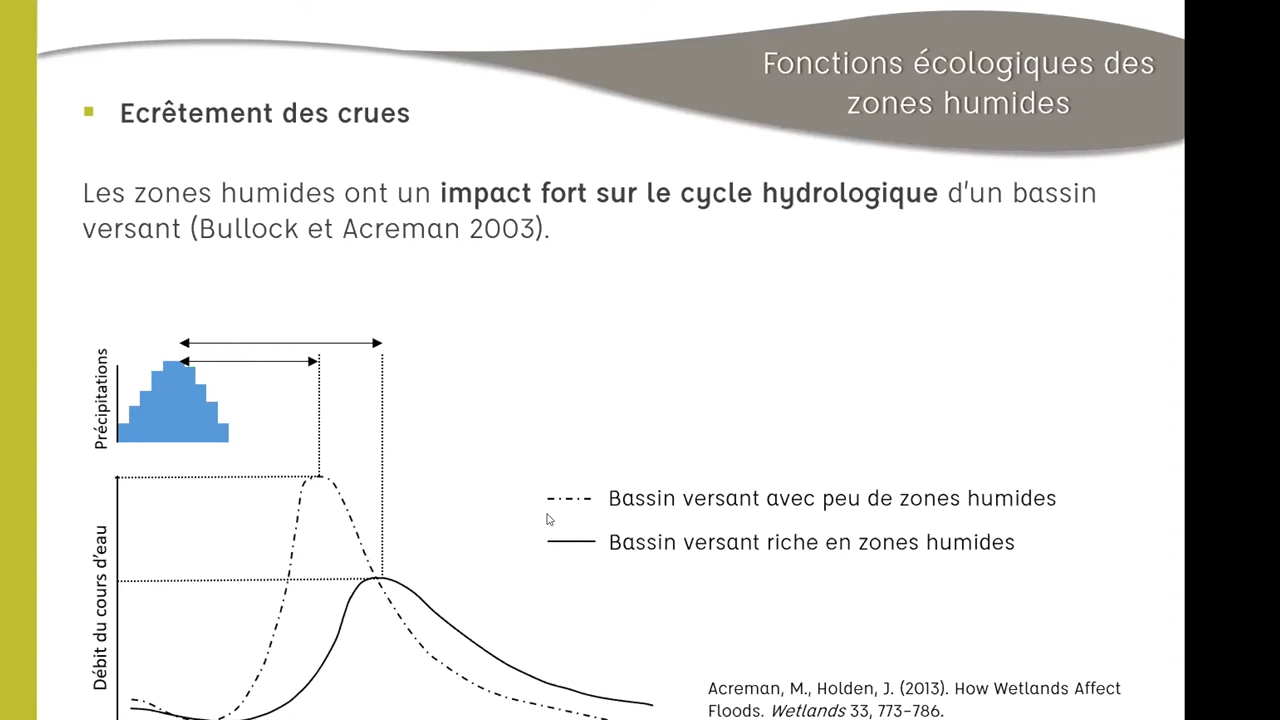 Fonctions écologiques des
zones humides
Ecrêtement des crues
Les zones humides ont un impact fort sur le cycle hydrologique d'un bassin
versant (Bullock et Acreman 2003).
Précipitations
Débit du cours d'eau
Bassin versant avec peu de zones humides
Bassin versant riche en zones humides
Acreman, M., Holden, J. (2013). How Wetlands Affect
Floods. Wetlands 33, 773–786.